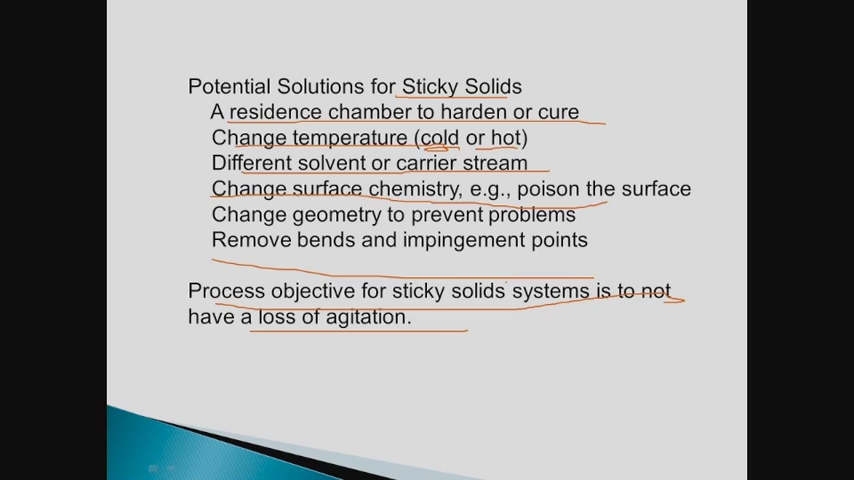 Potential Solutions for Sticky Solids
A residence chamber to harden or cure
Change temperature (cold or hot)
Different solvent or carrier stream
Change surface chemistry, e.g., poison the surface
Change geometry to prevent problems
Remove bends and impingement points
Process objective for sticky solids systems is to not
have a loss of agitation.